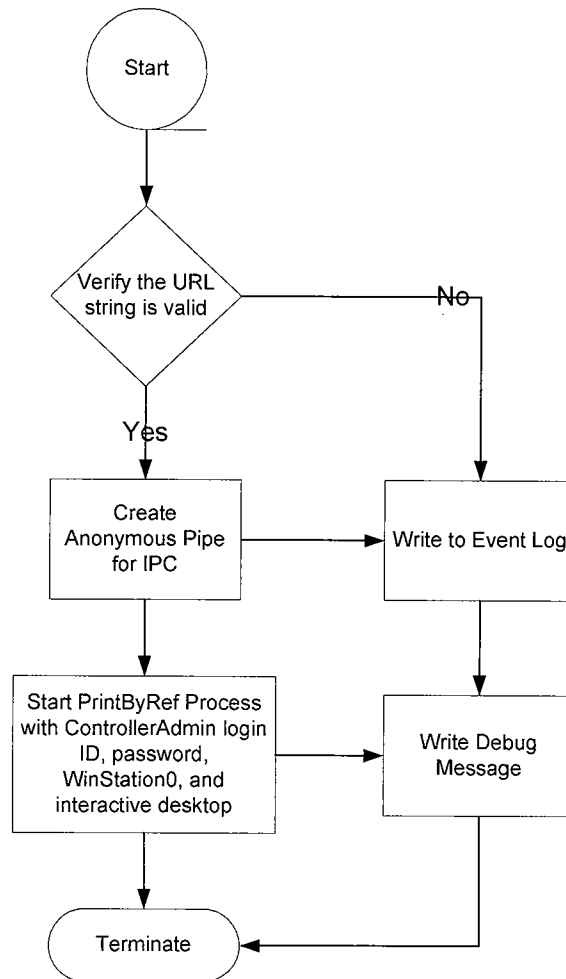 Start
Verify the URL
string is valid
No
Yes
Create
Anonymous Pipe
for IPC
Write to Event Log
Start PrintByRef Process
with ControllerAdmin login
ID, password,
WinStation0, and
interactive desktop
Write Debug
Message
Terminate